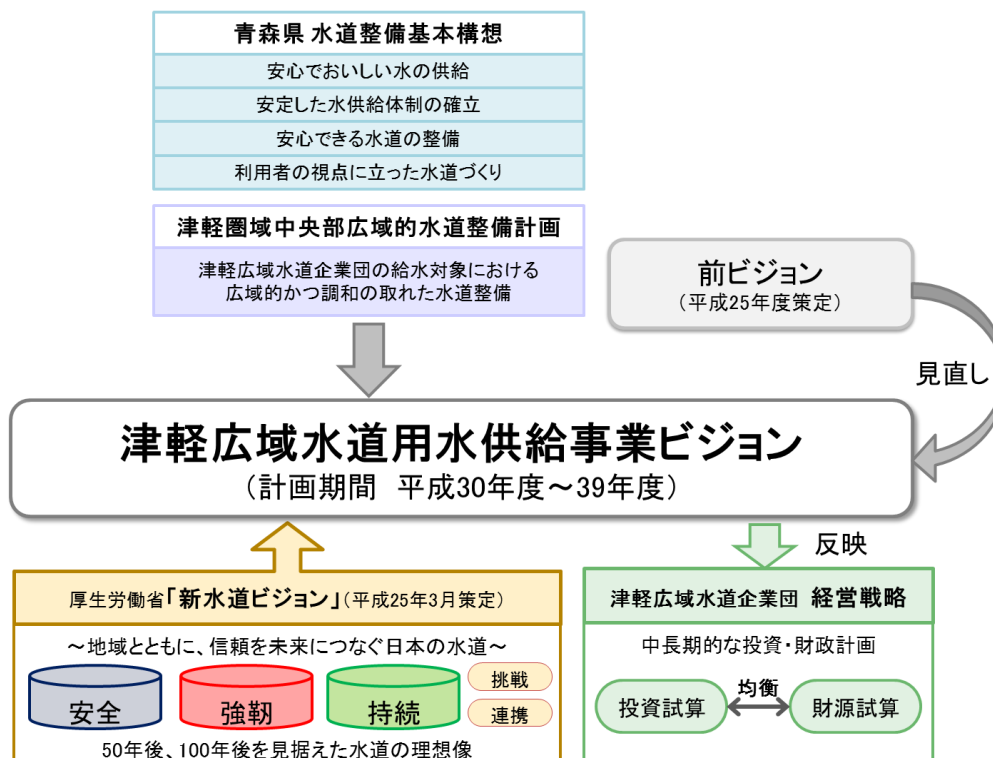 青森県 水道整備基本構想
安心でおいしい水の供給
安定した水供給体制の確立
安心できる水道の整備
利用者の視点に立った水道づくり
津軽圏域中央部広域的水道整備計画
津軽広域水道企業団の給水対象における
広域的かつ調和の取れた水道整備
前ビジョン
（平成25年度策定）
見直し
津軽広域水道用水供給事業ビジョン
（計画期間　平成30年度～39年度）
反映
厚生労働省「新水道ビジョン」（平成25年3月策定）
～地域とともに、信頼を未来につなぐ日本の水道～
安全
強靭
持続
挑戦
連携
50年後、100年後を見据えた水道の理想像
津軽広域水道企業団 経営戦略
中長期的な投資・財政計画
投資試算
均衡
財源試算